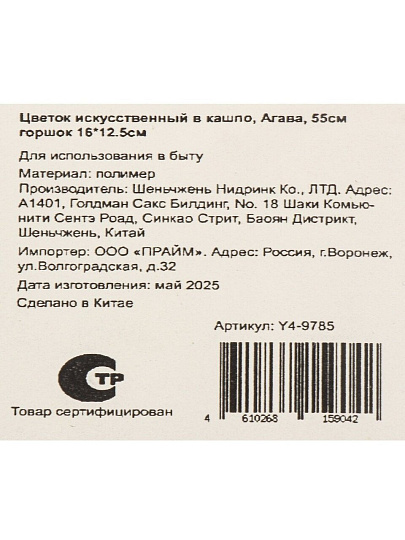 Цветок искусственный в кашпо, Агава, 55см
горшок 16*12.5см
Для использования в быту
Материал: полимер
Производитель: Шеньчжень Нидринк Ко., ЛТД. Адрес:
А1401, Голдман Сакс Билдинг, No. 18 Шаки Комью-
нити Сентэ Роад, Синкао Стрит, Баоян Дистрикт,
Шеньчжень, Китай
Импортер: ООО «ПРАЙМ». Адрес: Россия, г.Воронеж,
ул.Волгоградская, д.32
Дата изготовления: май 2025
Сделано в Китае
Артикул: Y4-9785
СТР
Товар сертифицирован
4 610268 159042